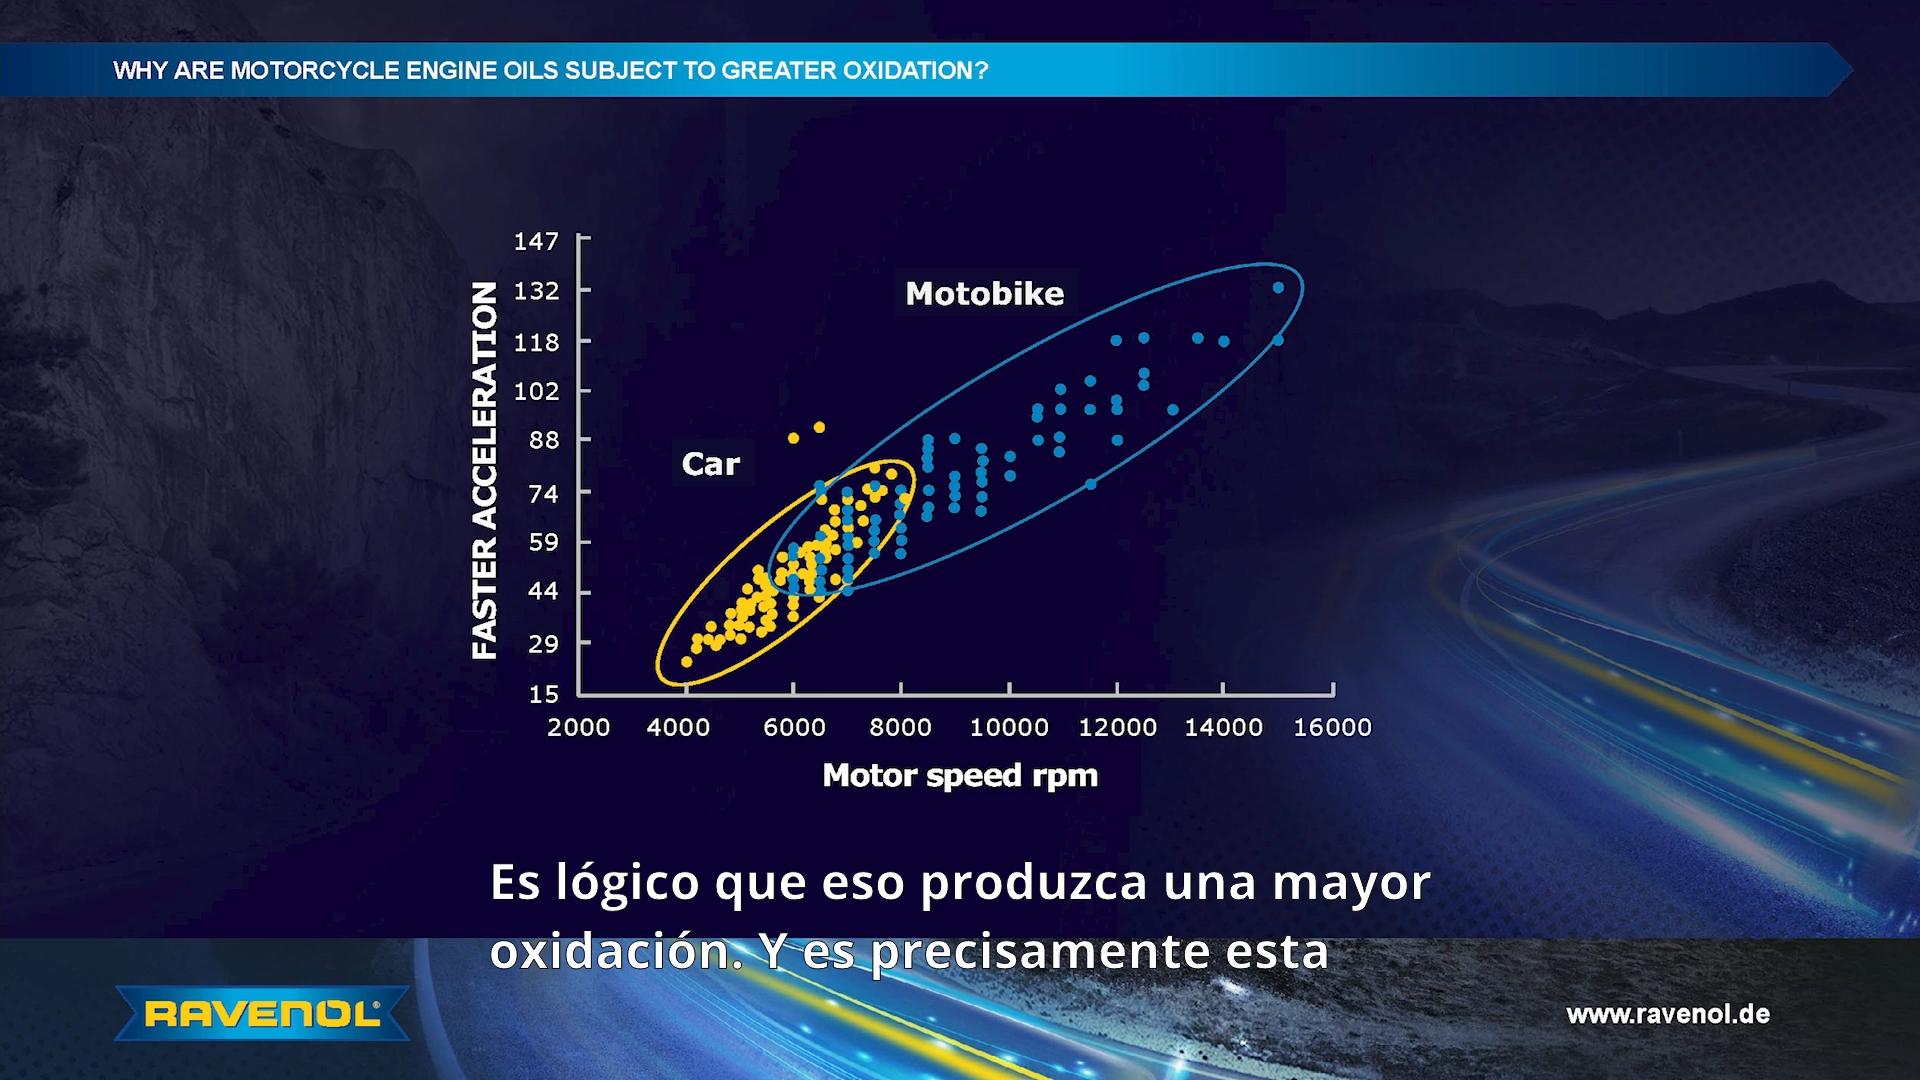 WHY ARE MOTORCYCLE ENGINE OILS SUBJECT TO GREATER OXIDATION?
147
132
118
102
88
74
59
44
29
15
FASTER ACCELERATION
Motobike
Car
2000 4000 6000 8000 10000 12000 14000 16000
Motor speed rpm
Es lógico que eso produzca una mayor
oxidación. Y es precisamente esta
RAVENOL®
www.ravenol.de